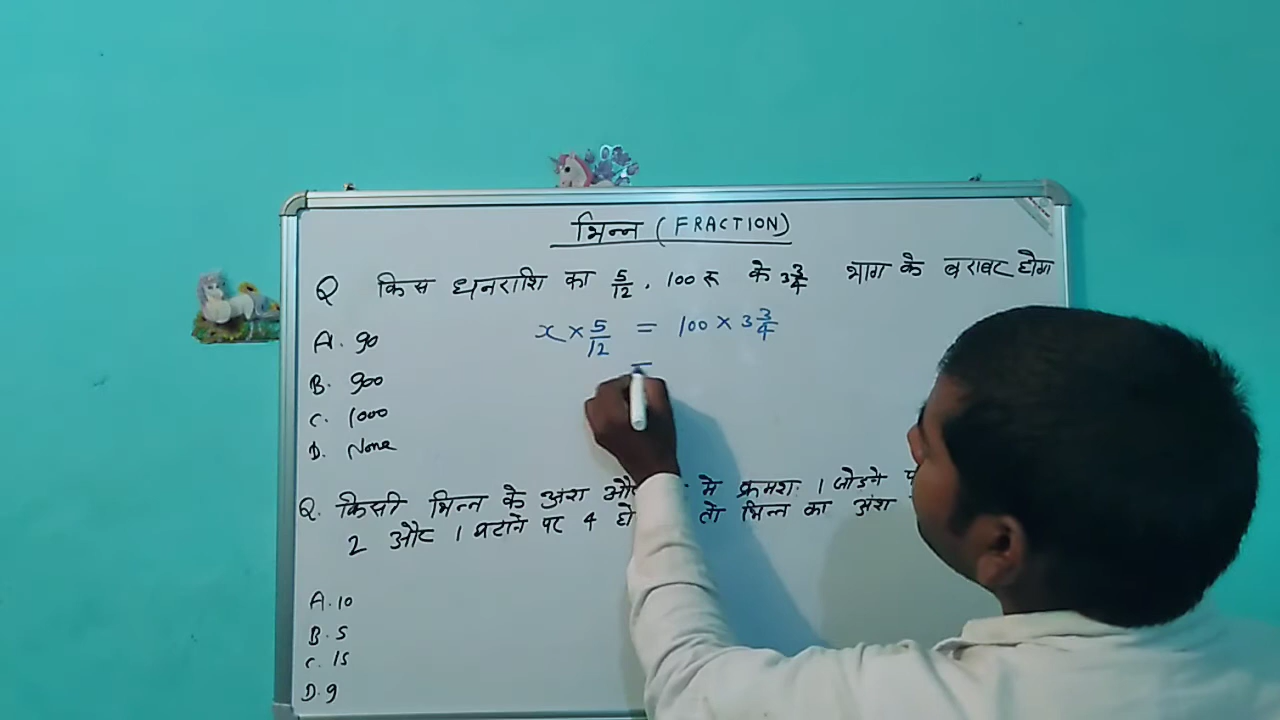 भिन्न (FRACTION)
Q किस धनराशि का 5/12 , 100 रू के 3 3/4 भाग के बराबर होगा
x × 5/12 = 100 × 3 3/4
A. 90
B. 900
C. 1000
D. None
Q. किसी भिन्न के अंश में क्रमशः 1 जोडने
2 और 1 घटाने पर 4 तो भिन्न का अंश
A. 10
B. 5
C. 15
D. 9